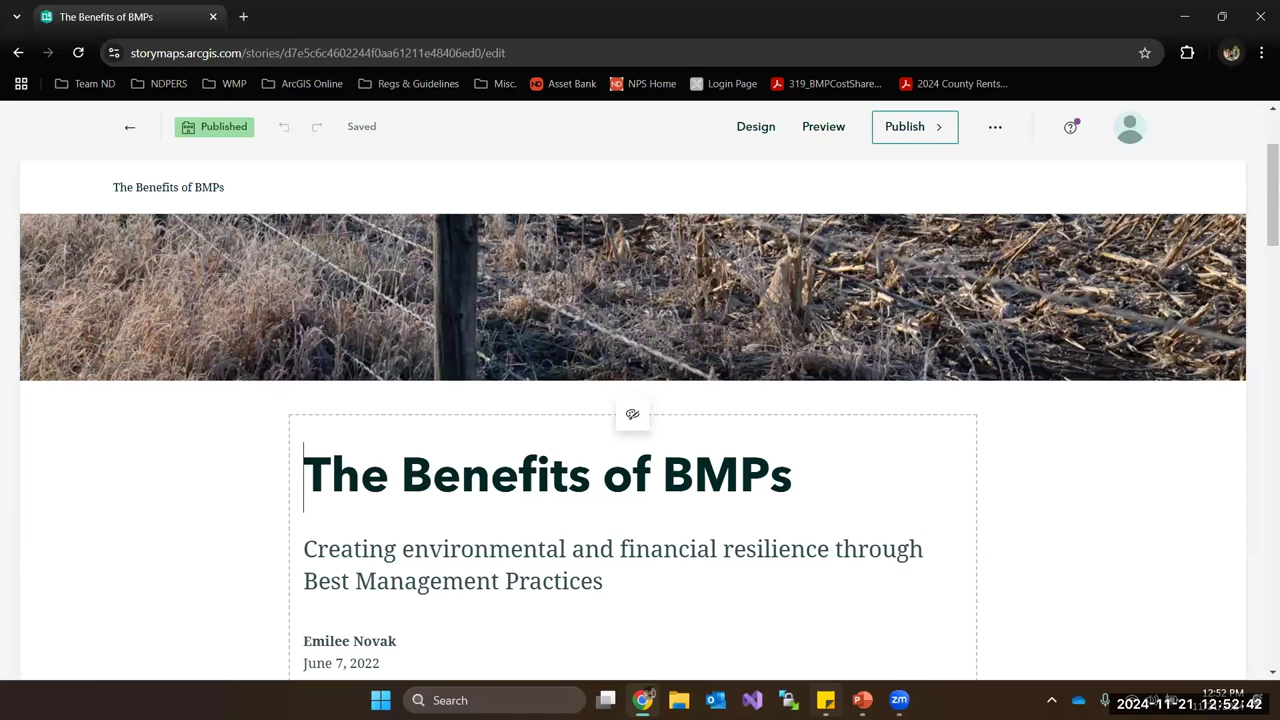 The Benefits of BMPs
storymaps.arcgis.com/stories/d7e5c6c4602244f0aa61211e48406ed0/edit
Team ND
NDPERS
WMP
ArcGIS Online
Regs & Guidelines
Misc.
Asset Bank
NPS Home
Login Page
319_BMPCostShare...
2024 County Rents...
Published
Saved
Design
Preview
Publish
The Benefits of BMPs
The Benefits of BMPs
Creating environmental and financial resilience through
Best Management Practices
Emilee Novak
June 7, 2022
Search
12:52 PM
2024-11-21 12:52:42